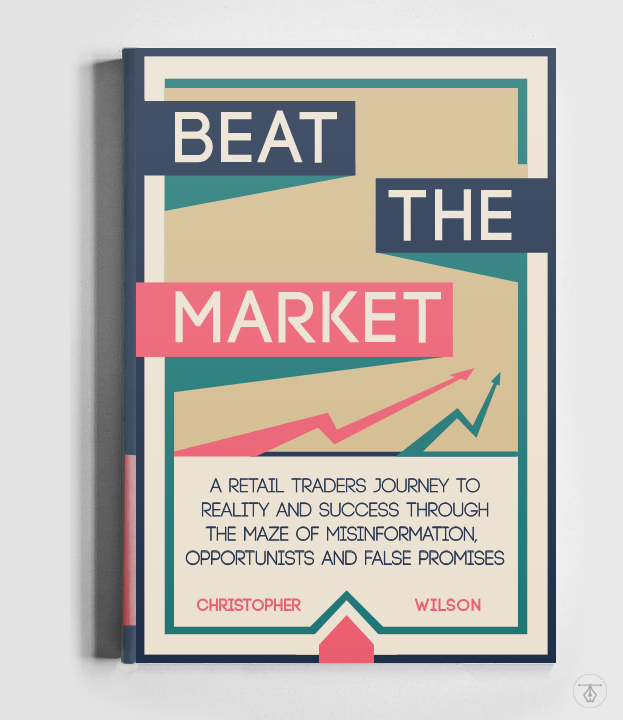 BEAT
THE
MARKET
A RETAIL TRADERS JOURNEY TO
REALITY AND SUCCESS THROUGH
THE MAZE OF MISINFORMATION,
OPPORTUNISTS AND FALSE PROMISES
CHRISTOPHER WILSON